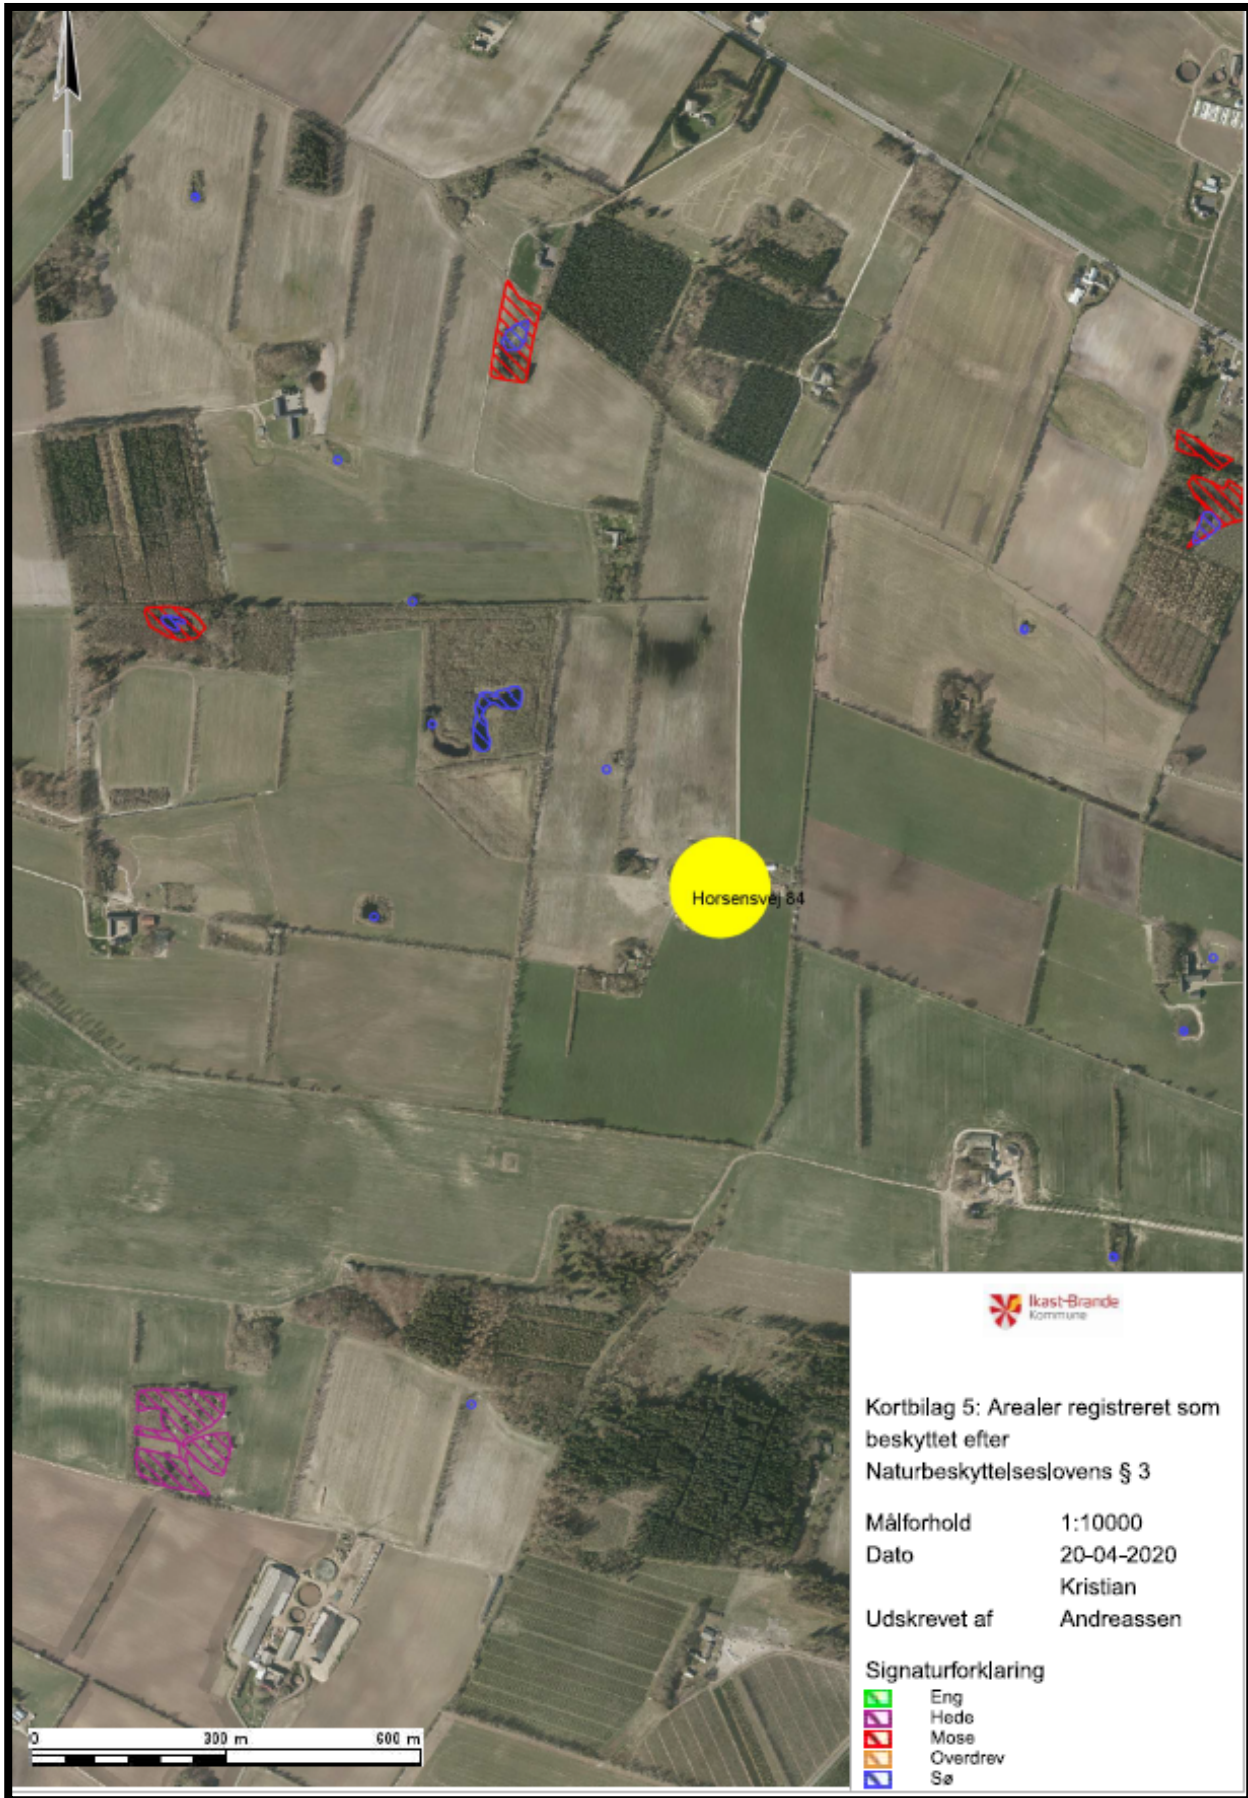 Horsensvej 84
Ikast-Brande
Kommune
Kortbilag 5: Arealer registreret som
beskyttet efter
Naturbeskyttelseslovens § 3
Målforhold 1:10000
Dato 20-04-2020
Kristian
Udskrevet af Andreassen
Signaturforklaring
Eng
Hede
Mose
Overdrev
Sø
0 300 m 600 m